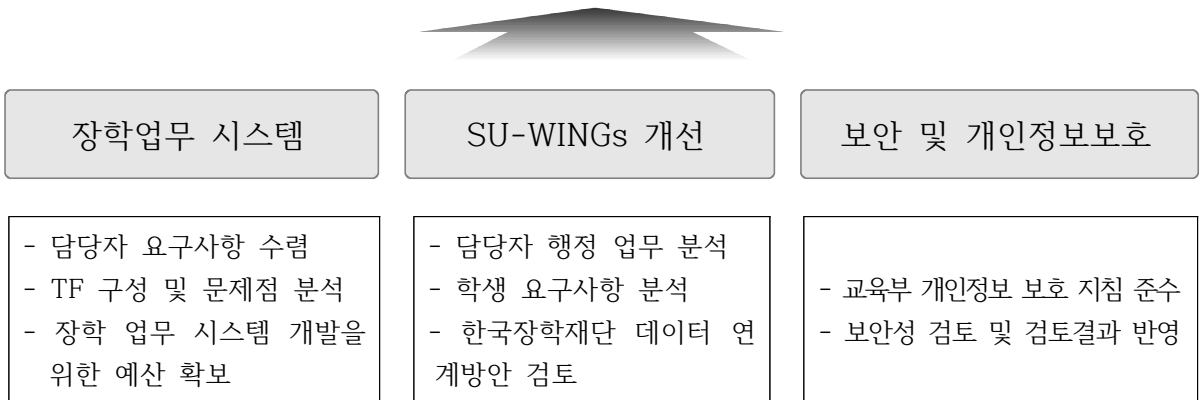 장학업무 시스템
SU-WINGs 개선
보안 및 개인정보보호
- 담당자 요구사항 수렴
- TF 구성 및 문제점 분석
- 장학 업무 시스템 개발을
위한 예산 확보
- 담당자 행정 업무 분석
- 학생 요구사항 분석
- 한국장학재단 데이터 연
계방안 검토
- 교육부 개인정보 보호 지침 준수
- 보안성 검토 및 검토결과 반영